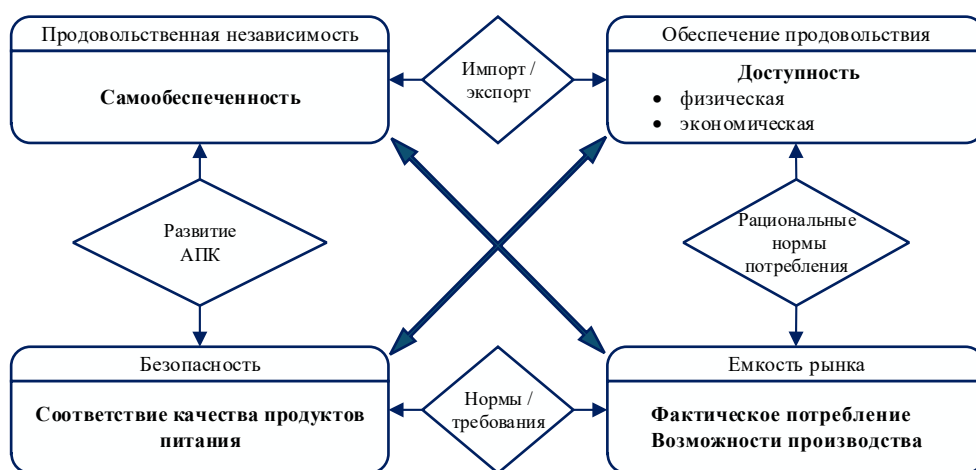 Продовольственная независимость
Самообеспеченность
Импорт /
экспорт
Обеспечение продовольствия
Доступность
• физическая
• экономическая
Развитие
АПК
Рациональные
нормы
потребления
Безопасность
Соответствие качества продуктов
питания
Нормы /
требования
Емкость рынка
Фактическое потребление
Возможности производства